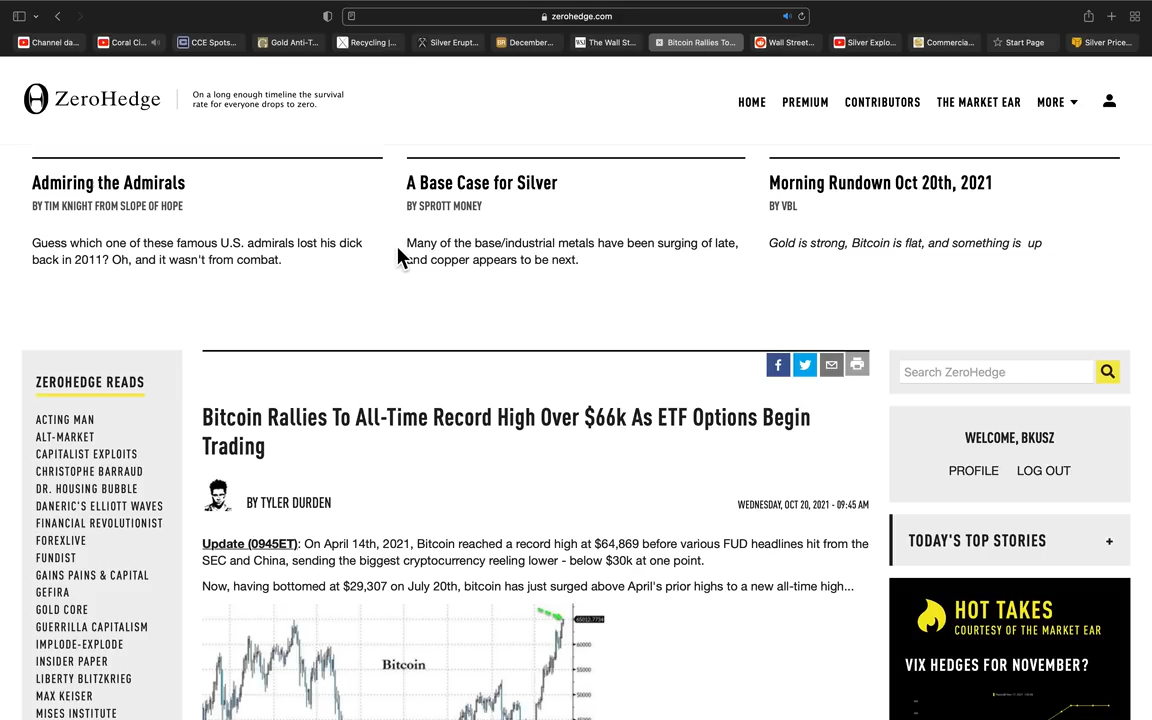 zerohedge.com
Channel da...
Coral Ci...
CCE Spots...
Gold Anti-T...
Recycling |...
Silver Erupt...
December...
The Wall St...
Bitcoin Rallies To...
Wall Street...
Silver Explo...
Commercia...
Start Page
Silver Price...
ZeroHedge
On a long enough timeline the survival
rate for everyone drops to zero.
HOME PREMIUM CONTRIBUTORS THE MARKET EAR MORE
Admiring the Admirals
BY TIM KNIGHT FROM SLOPE OF HOPE
Guess which one of these famous U.S. admirals lost his dick
back in 2011? Oh, and it wasn't from combat.
A Base Case for Silver
BY SPROTT MONEY
Many of the base/industrial metals have been surging of late,
and copper appears to be next.
Morning Rundown Oct 20th, 2021
BY VBL
Gold is strong, Bitcoin is flat, and something is up
ZEROHEDGE READS
ACTING MAN
ALT-MARKET
CAPITALIST EXPLOITS
CHRISTOPHE BARRAUD
DR. HOUSING BUBBLE
DANERIC'S ELLIOTT WAVES
FINANCIAL REVOLUTIONIST
FOREXLIVE
FUNDIST
GAINS PAINS & CAPITAL
GEFIRA
GOLD CORE
GUERRILLA CAPITALISM
IMPLODE-EXPLODE
INSIDER PAPER
LIBERTY BLITZKRIEG
MAX KEISER
MISES INSTITUTE
Bitcoin Rallies To All-Time Record High Over $66k As ETF Options Begin
Trading
BY TYLER DURDEN
WEDNESDAY, OCT 20, 2021 - 09:45 AM
Update (0945ET): On April 14th, 2021, Bitcoin reached a record high at $64,869 before various FUD headlines hit from the
SEC and China, sending the biggest cryptocurrency reeling lower - below $30k at one point.
Now, having bottomed at $29,307 on July 20th, bitcoin has just surged above April's prior highs to a new all-time high...
Bitcoin
60000
55000
50000
Search ZeroHedge
WELCOME, BKUSZ
PROFILE LOG OUT
TODAY'S TOP STORIES +
HOT TAKES
COURTESY OF THE MARKET EAR
VIX HEDGES FOR NOVEMBER?